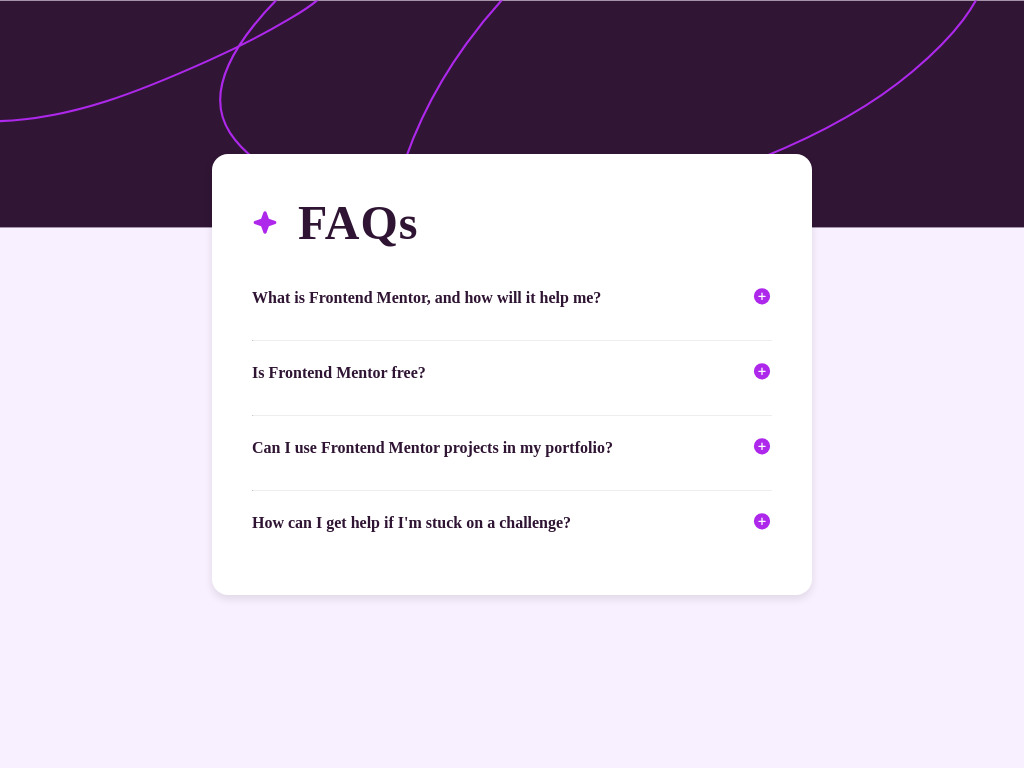 FAQs
What is Frontend Mentor, and how will it help me?
Is Frontend Mentor free?
Can I use Frontend Mentor projects in my portfolio?
How can I get help if I'm stuck on a challenge?